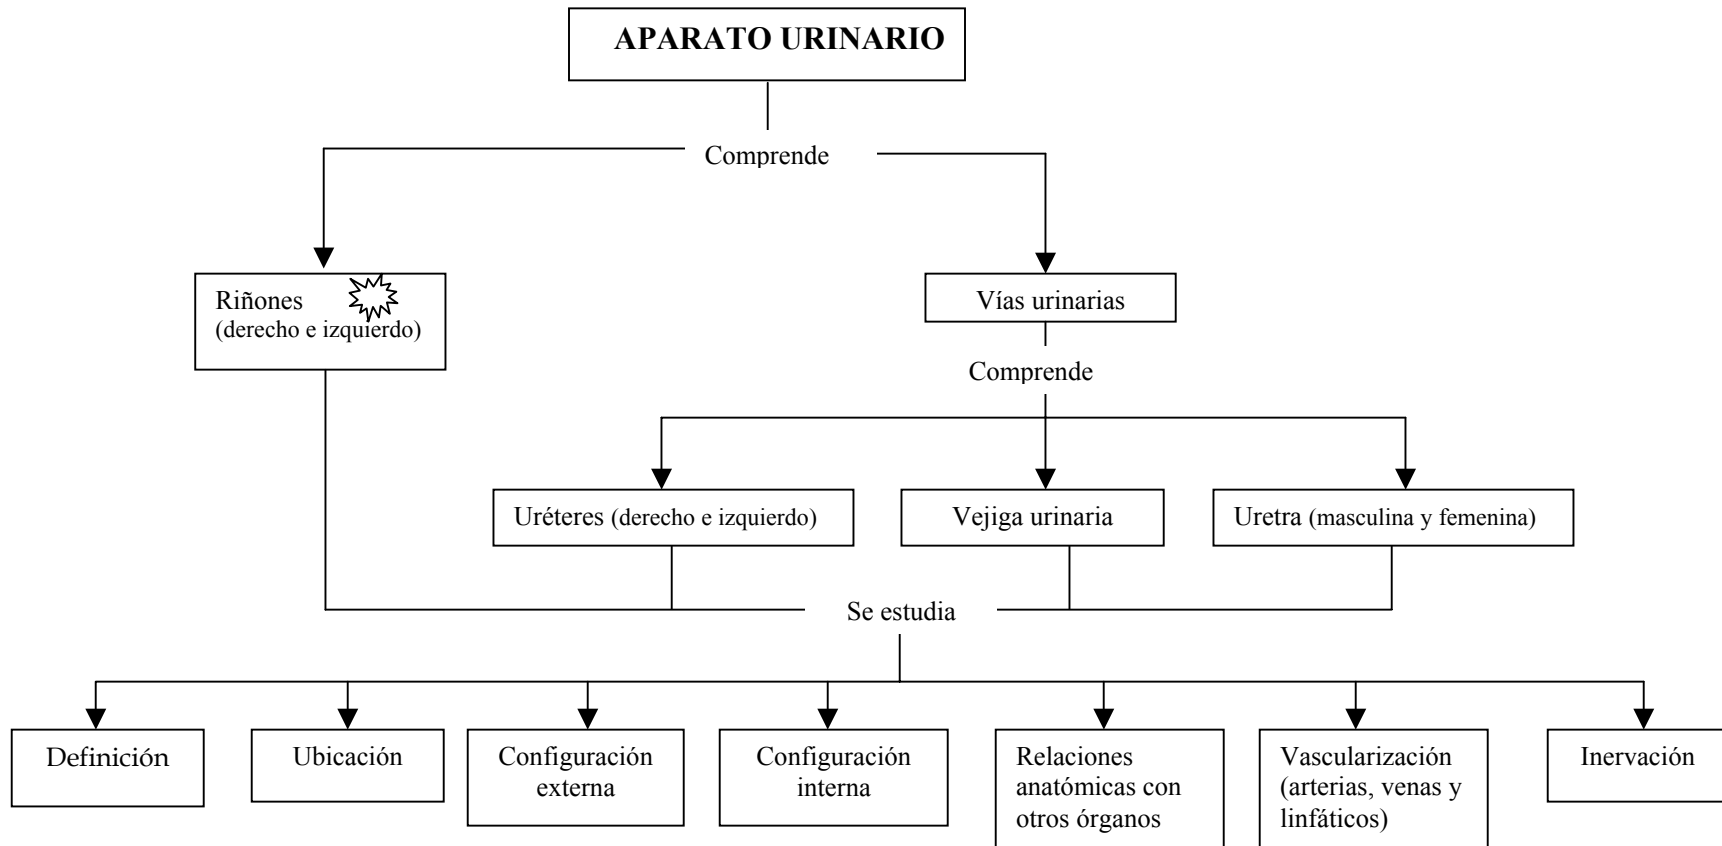 APARATO URINARIO
Comprende
Riñones
(derecho e izquierdo)
Vías urinarias
Comprende
Uréteres (derecho e izquierdo)
Vejiga urinaria
Uretra (masculina y femenina)
Se estudia
Definición
Ubicación
Configuración
externa
Configuración
interna
Relaciones
anatómicas con
otros órganos
Vascularización
(arterias, venas y
linfáticos)
Inervación